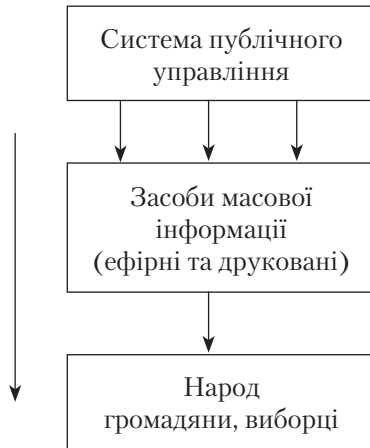 Система публічного
управління
Засоби масової
інформації
(ефірні та друковані)
Народ
громадяни, виборці